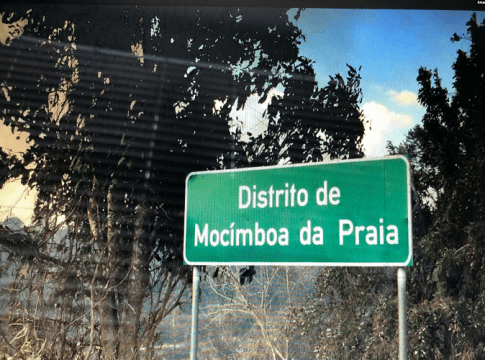 Distrito de
Mocímboa da Praia